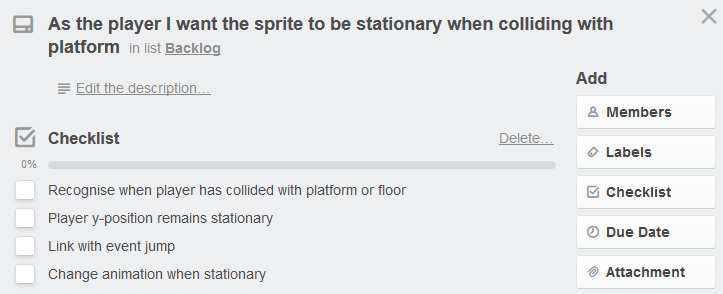 As the player I want the sprite to be stationary when colliding with
platform in list Backlog
Edit the description...
Add
Members
Checklist
Delete...
Labels
0%
Recognise when player has collided with platform or floor
Checklist
Player y-position remains stationary
Due Date
Link with event jump
Change animation when stationary
Attachment